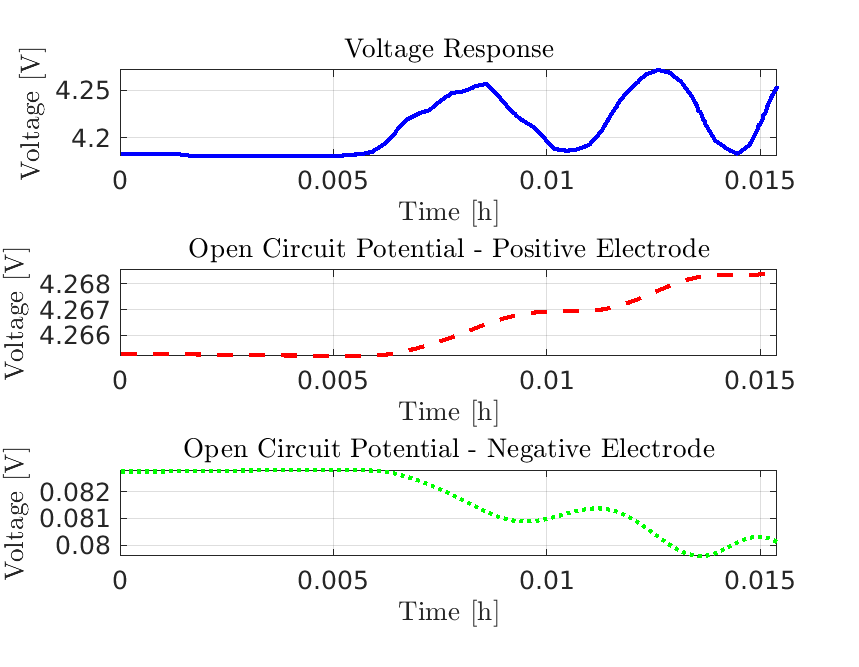 Voltage Response
Voltage [V]
4.25
4.2
0 0.005 0.01 0.015
Time [h]
Open Circuit Potential - Positive Electrode
Voltage [V]
4.268
4.267
4.266
0 0.005 0.01 0.015
Time [h]
Open Circuit Potential - Negative Electrode
Voltage [V]
0.082
0.081
0.08
0 0.005 0.01 0.015
Time [h]